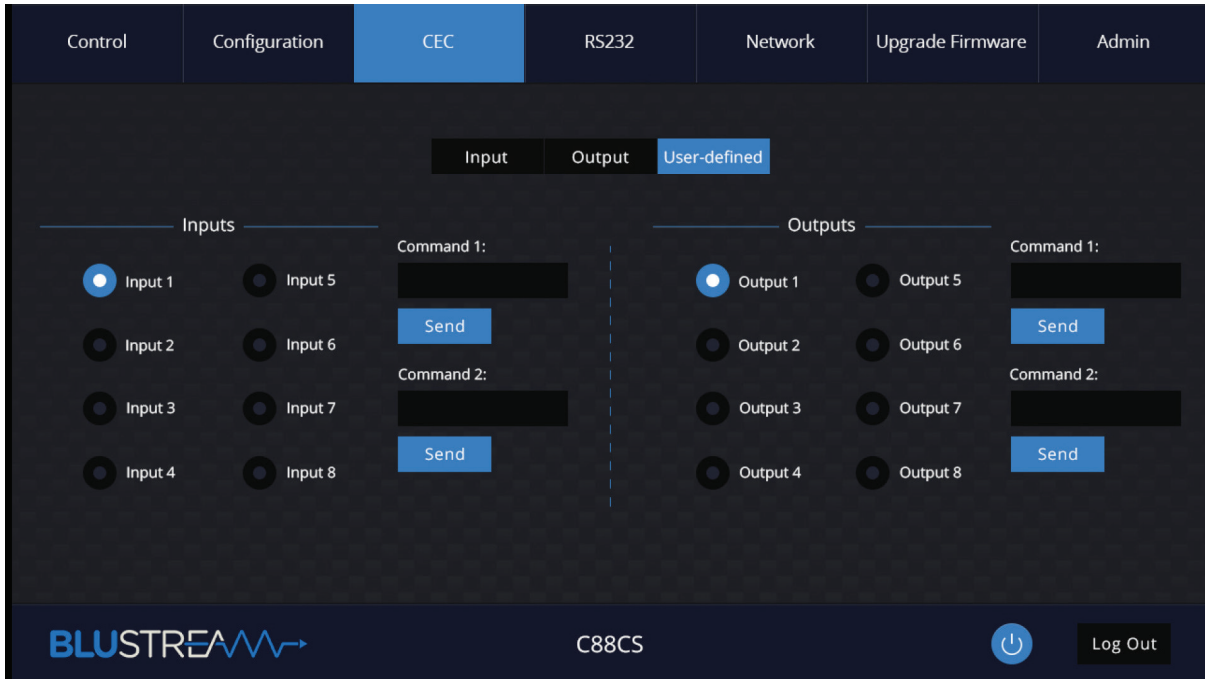 Control Configuration CEC RS232 Network Upgrade Firmware Admin
Input Output User-defined
Inputs
Input 1 Input 5
Input 2 Input 6
Input 3 Input 7
Input 4 Input 8
Command 1:
Send
Command 2:
Send
Outputs
Output 1 Output 5
Output 2 Output 6
Output 3 Output 7
Output 4 Output 8
Command 1:
Send
Command 2:
Send
BLUSTREAM C88CS Log Out